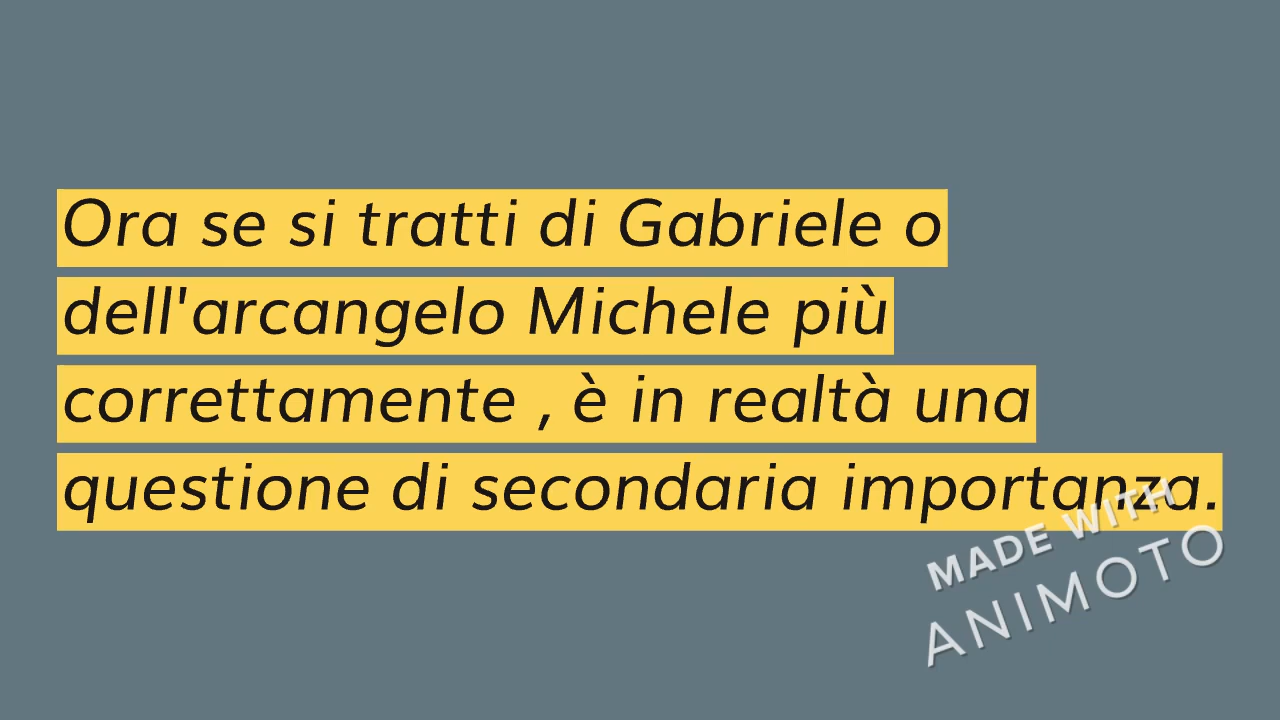 Ora se si tratti di Gabriele o
dell'arcangelo Michele più
correttamente , è in realtà una
questione di secondaria importanza.
MADE WITH
ANIMOTO